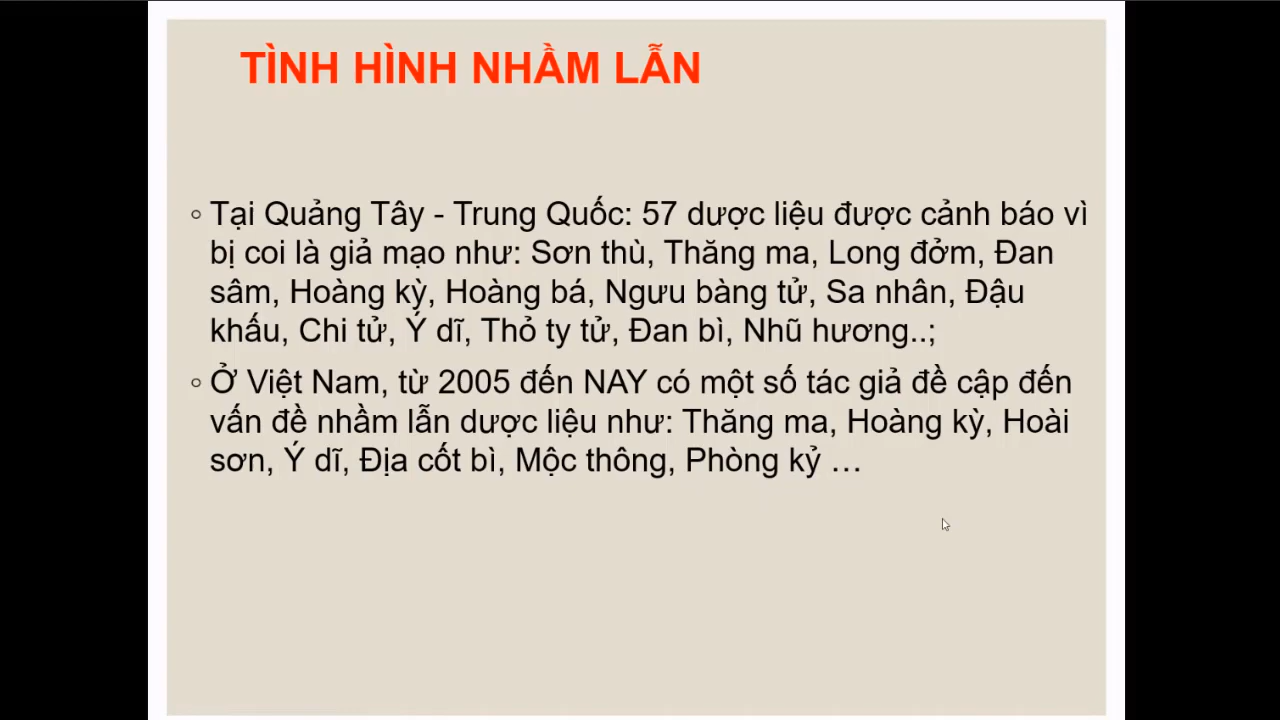 TÌNH HÌNH NHẦM LẪN
◦ Tại Quảng Tây - Trung Quốc: 57 dược liệu được cảnh báo vì
bị coi là giả mạo như: Sơn thù, Thăng ma, Long đởm, Đan
sâm, Hoàng kỳ, Hoàng bá, Ngưu bàng tử, Sa nhân, Đậu
khấu, Chi tử, Ý dĩ, Thỏ ty tử, Đan bì, Nhũ hương..;
◦ Ở Việt Nam, từ 2005 đến NAY có một số tác giả đề cập đến
vấn đề nhầm lẫn dược liệu như: Thăng ma, Hoàng kỳ, Hoài
sơn, Ý dĩ, Địa cốt bì, Mộc thông, Phòng kỷ …